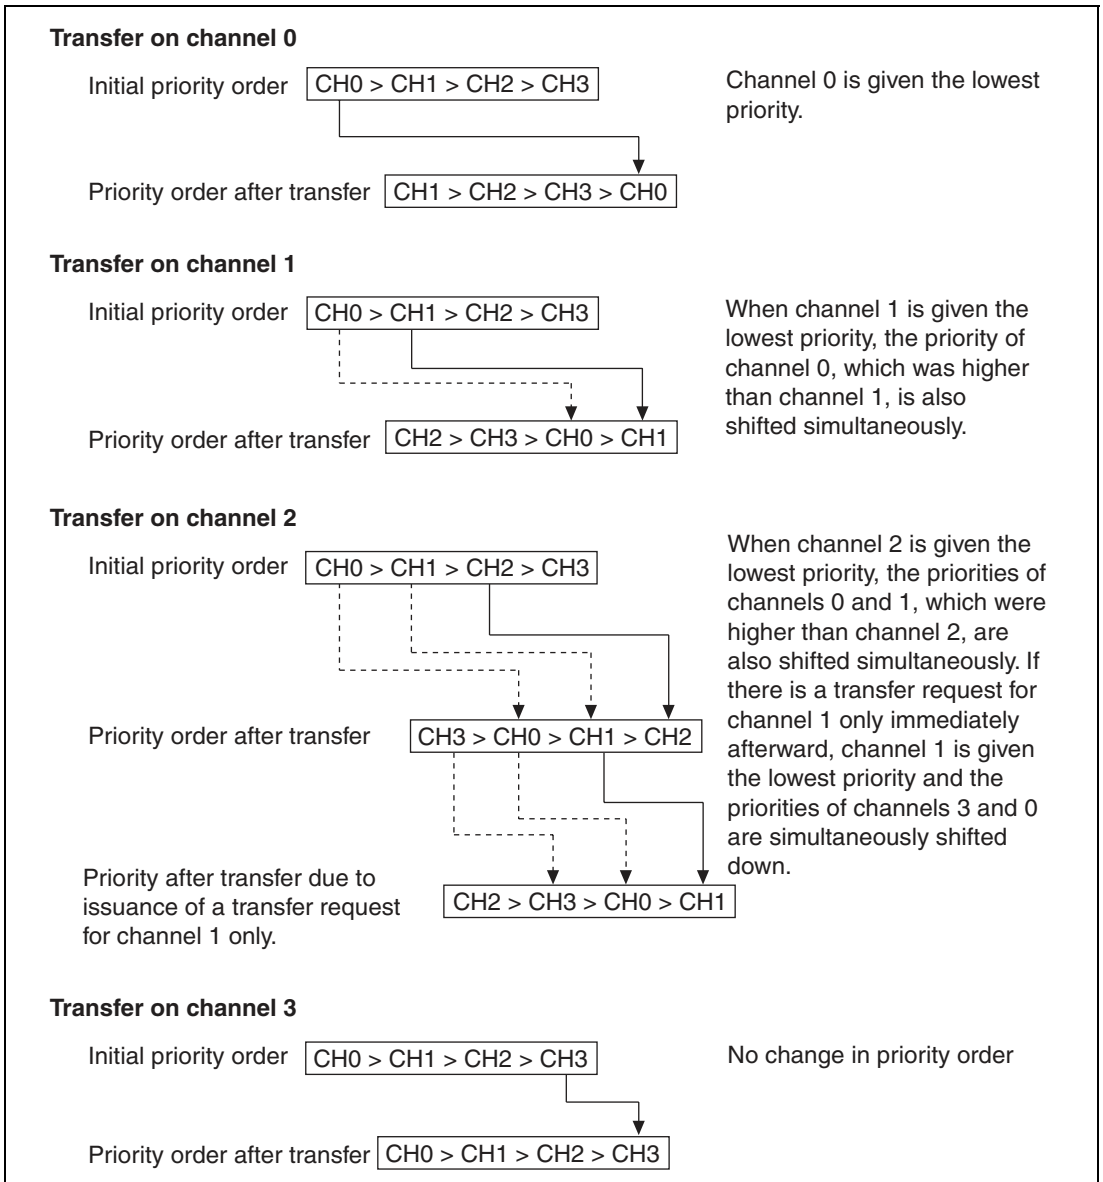 Transfer on channel 0
Initial priority order
CH0 > CH1 > CH2 > CH3
Channel 0 is given the lowest
priority.
Priority order after transfer
CH1 > CH2 > CH3 > CH0
Transfer on channel 1
Initial priority order
CH0 > CH1 > CH2 > CH3
When channel 1 is given the
lowest priority, the priority of
channel 0, which was higher
than channel 1, is also
shifted simultaneously.
Priority order after transfer
CH2 > CH3 > CH0 > CH1
Transfer on channel 2
Initial priority order
CH0 > CH1 > CH2 > CH3
When channel 2 is given the
lowest priority, the priorities of
channels 0 and 1, which were
higher than channel 2, are
also shifted simultaneously. If
there is a transfer request for
channel 1 only immediately
afterward, channel 1 is given
the lowest priority and the
priorities of channels 3 and 0
are simultaneously shifted
down.
Priority order after transfer
CH3 > CH0 > CH1 > CH2
Priority after transfer due to
issuance of a transfer request
for channel 1 only.
CH2 > CH3 > CH0 > CH1
Transfer on channel 3
Initial priority order
CH0 > CH1 > CH2 > CH3
No change in priority order
Priority order after transfer
CH0 > CH1 > CH2 > CH3